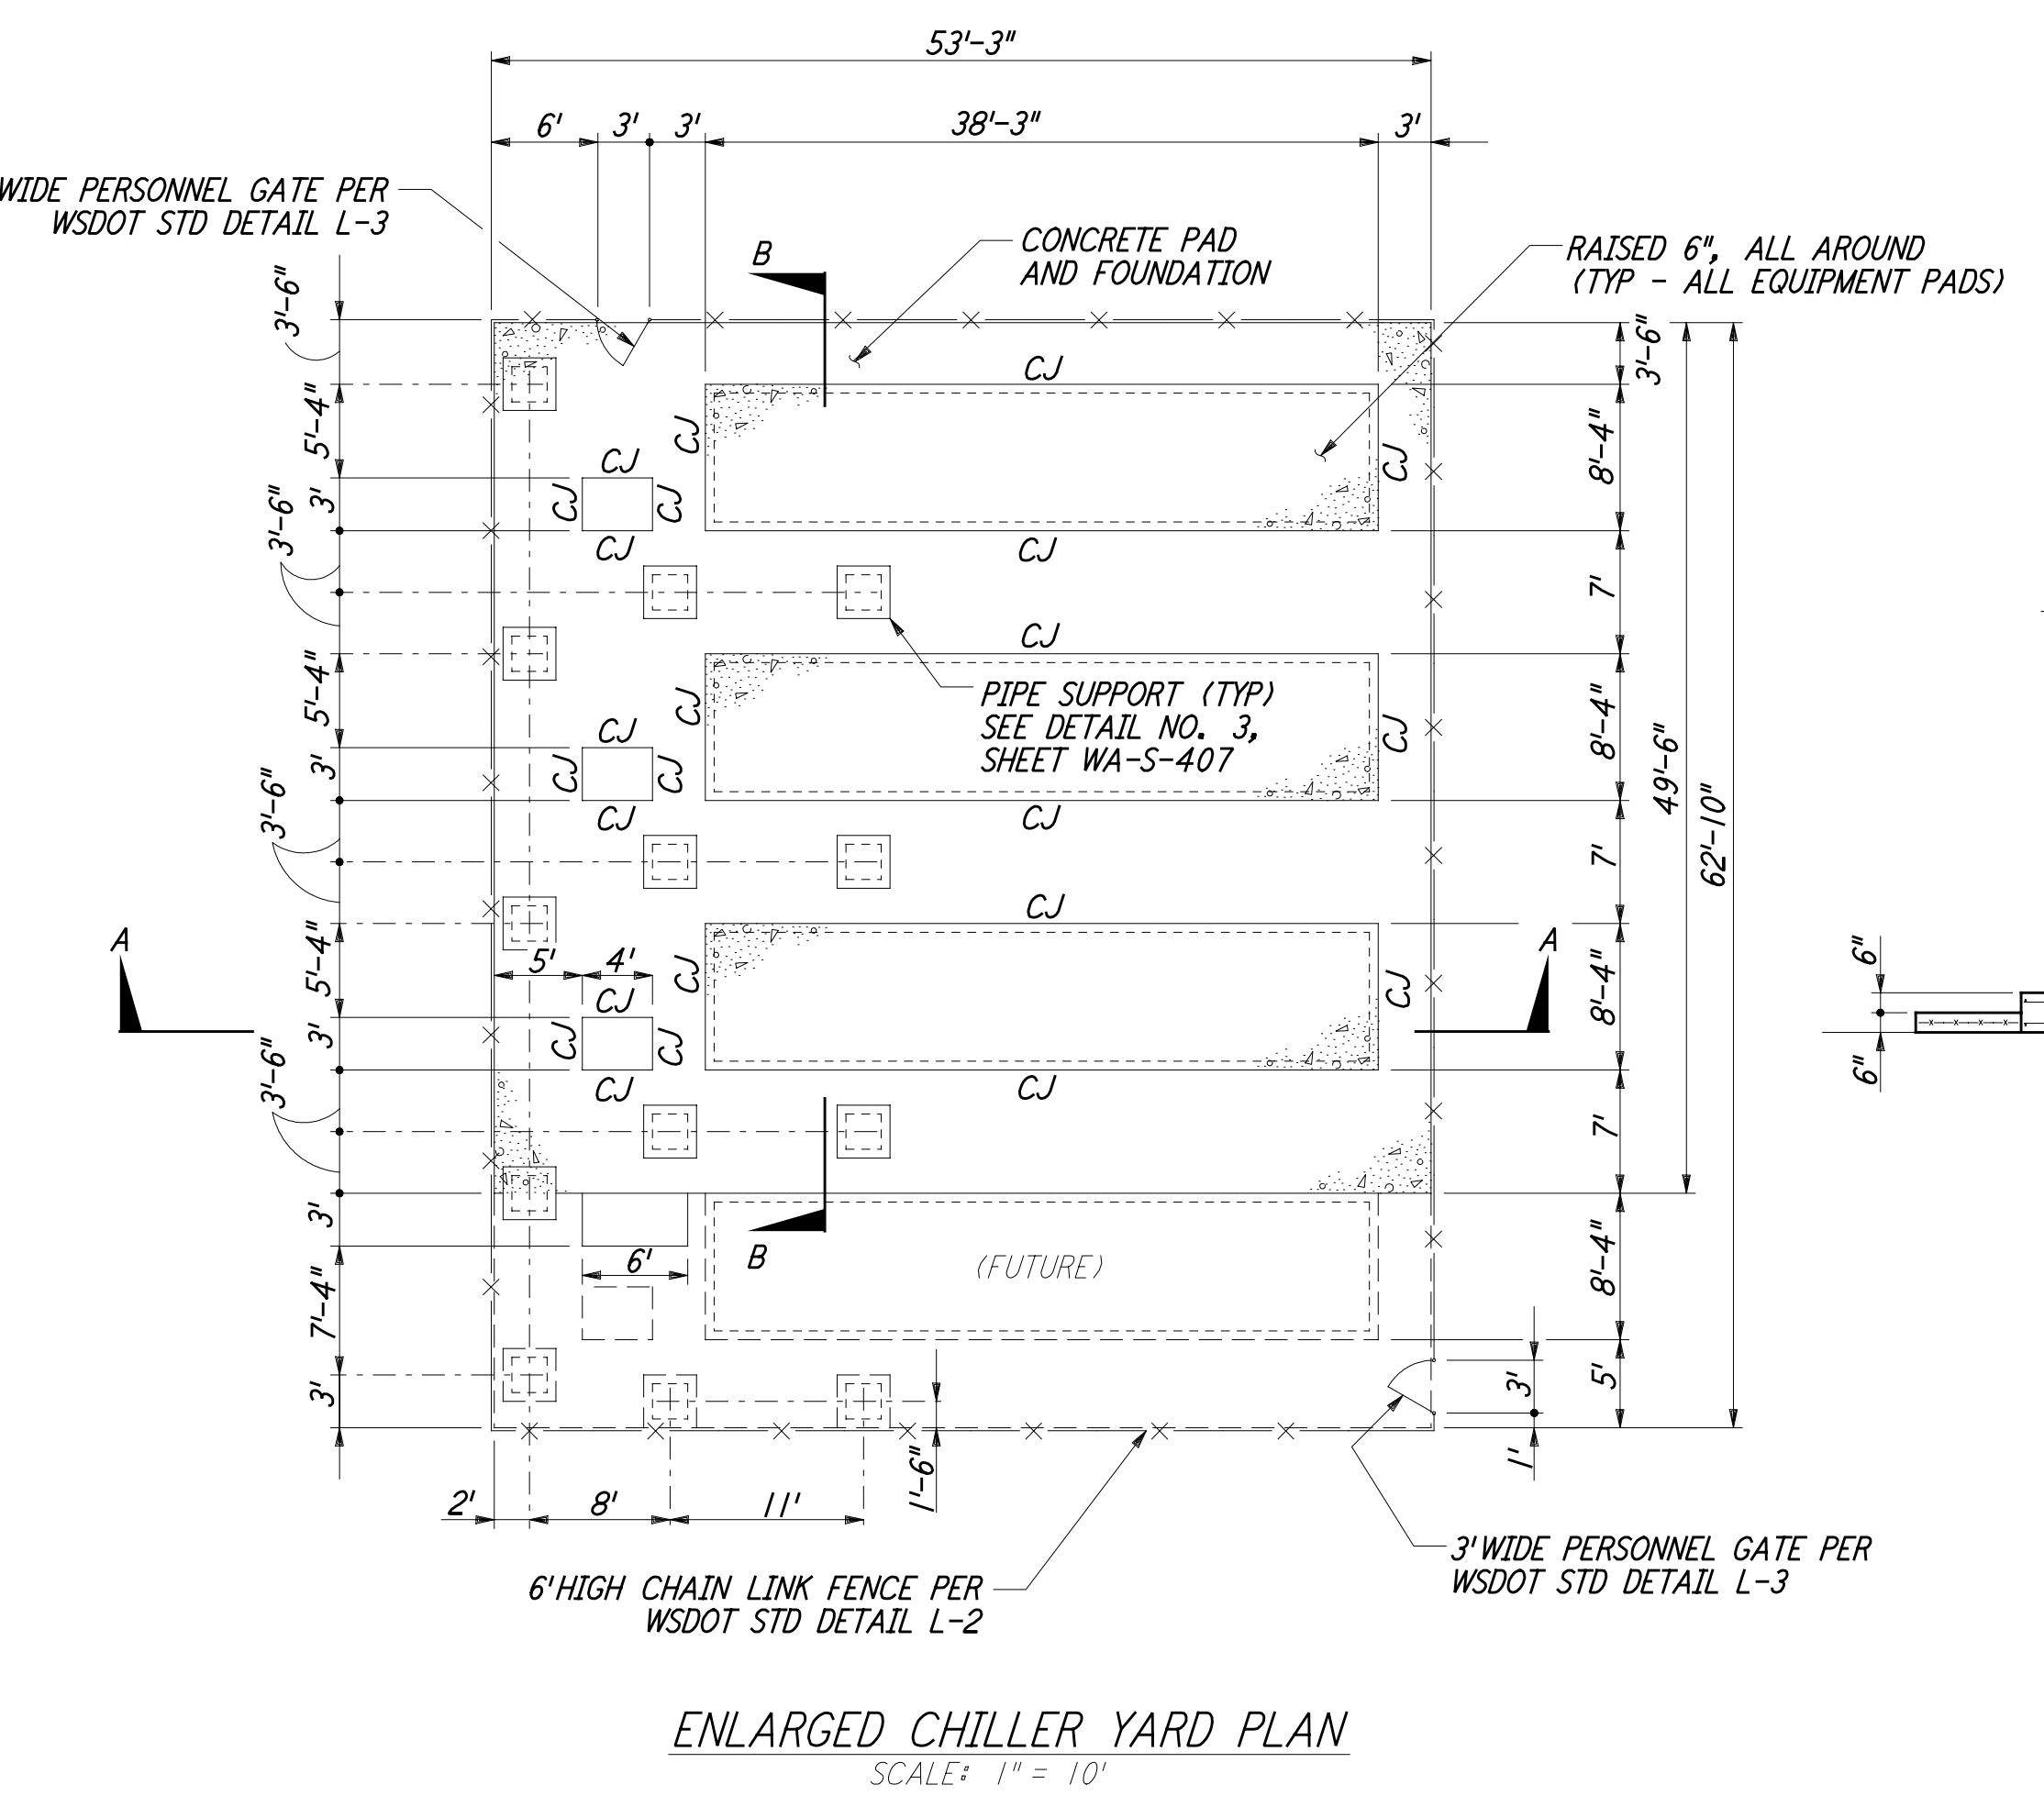 53'-3"
6' 3' 3' 38'-3" 3'
WIDE PERSONNEL GATE PER
WSDOT STD DETAIL L-3
B
CONCRETE PAD
AND FOUNDATION
RAISED 6", ALL AROUND
(TYP - ALL EQUIPMENT PADS)
3'-6"
3'-6"
CJ
5'-4"
CJ
8'-4"
CJ
CJ
3'-6"
3'
CJ
CJ
CJ
CJ
7'
CJ
5'-4"
CJ
PIPE SUPPORT (TYP)
SEE DETAIL NO. 3,
SHEET WA-S-407
CJ
8'-4"
49'-6"
62'-10"
CJ
3'
CJ
CJ
3'-6"
CJ
CJ
7'
CJ
A
5'-4"
5' 4'
CJ
CJ
8'-4"
A
6"
6"
CJ
3'
CJ
CJ
3'-6"
CJ
CJ
7'
3'
B
(FUTURE)
8'-4"
6'
7'-4"
3'
3'
5'
1'
1'-6"
2' 8' 11'
3' WIDE PERSONNEL GATE PER
WSDOT STD DETAIL L-3
6' HIGH CHAIN LINK FENCE PER
WSDOT STD DETAIL L-2
ENLARGED CHILLER YARD PLAN
SCALE: 1" = 10'